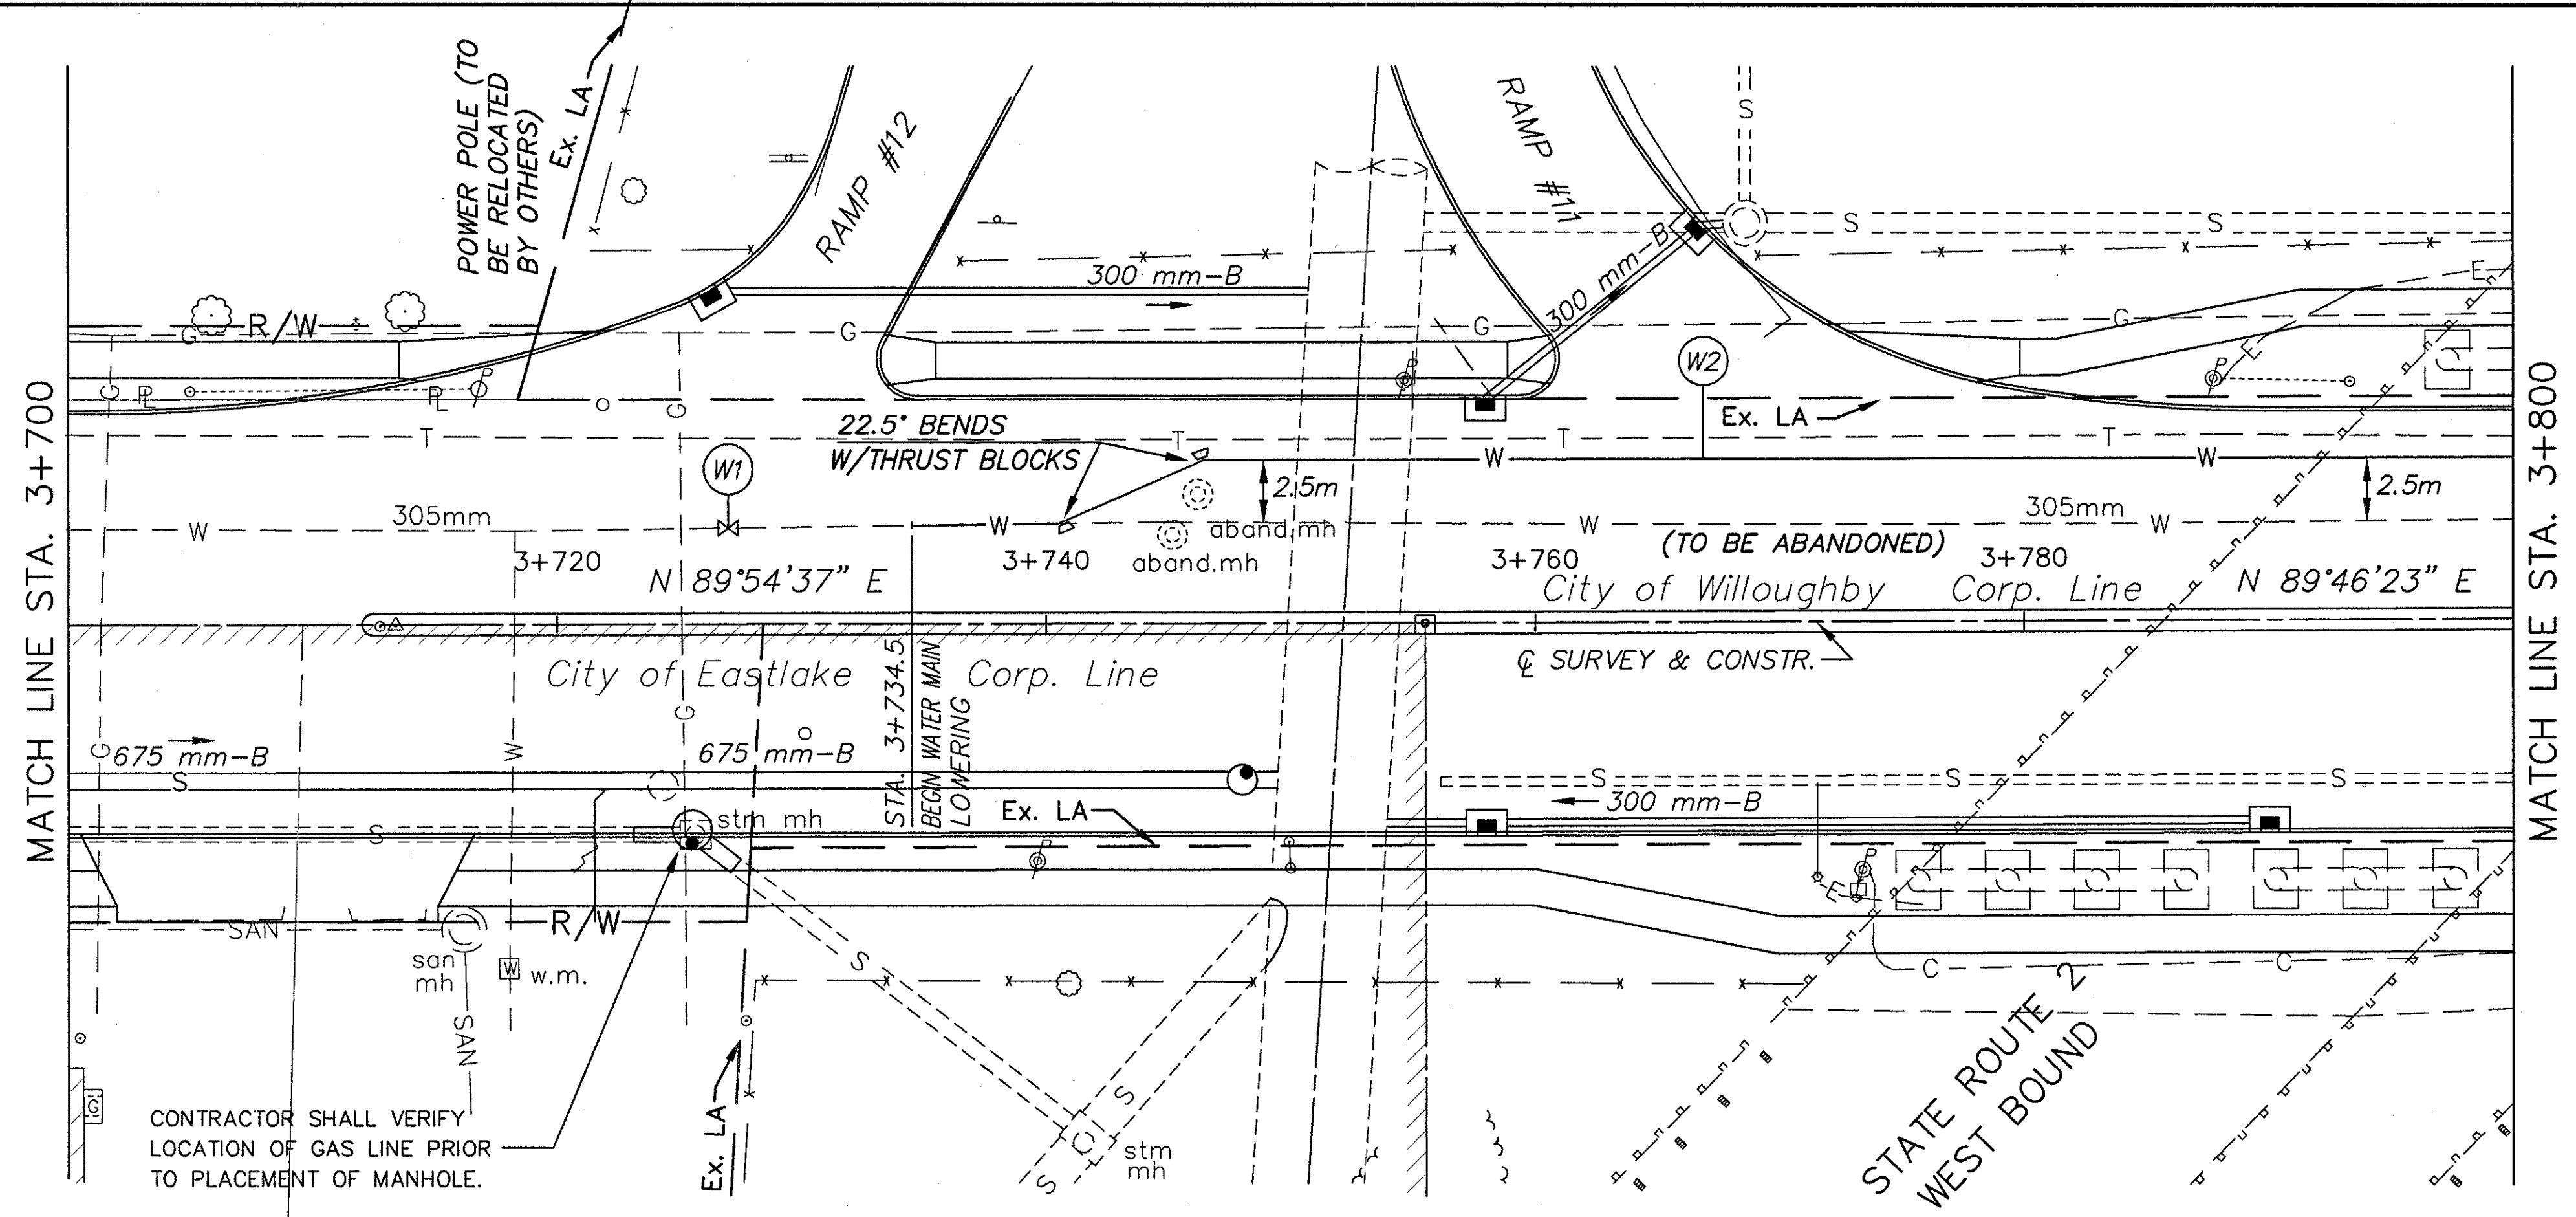 POWER POLE (TO
BE RELOCATED
BY OTHERS)
Ex. LA
RAMP #12
RAMP #11
S
S
S
300 mm-B
300 mm-B
E
R/W
G
G
G
G
G
G
E
W2
P
P
P
PL
PL
Ex. LA
22.5° BENDS
W/THRUST BLOCKS
T
T
T
T
W1
W
W
2.5m
2.5m
305mm
305mm
W
W
W
W
aband.mh
aband.mh
(TO BE ABANDONED)
3+720
3+740
3+760
3+780
N 89°54'37" E
City of Willoughby
Corp. Line
N 89°46'23" E
MATCH LINE STA. 3+700
MATCH LINE STA. 3+800
City of Eastlake
Corp. Line
STA. 3+734.5
BEGIN WATER MAIN
LOWERING
CL SURVEY & CONSTR.
G
G
W
675 mm-B
675 mm-B
S
S
S
S
300 mm-B
Ex. LA
stm mh
S
P
P
E
SAN
R/W
san
mh
W
w.m.
S
C
C
SAN
STATE ROUTE 2
WEST BOUND
G
CONTRACTOR SHALL VERIFY
LOCATION OF GAS LINE PRIOR
TO PLACEMENT OF MANHOLE.
Ex. LA
S
S
stm
mh